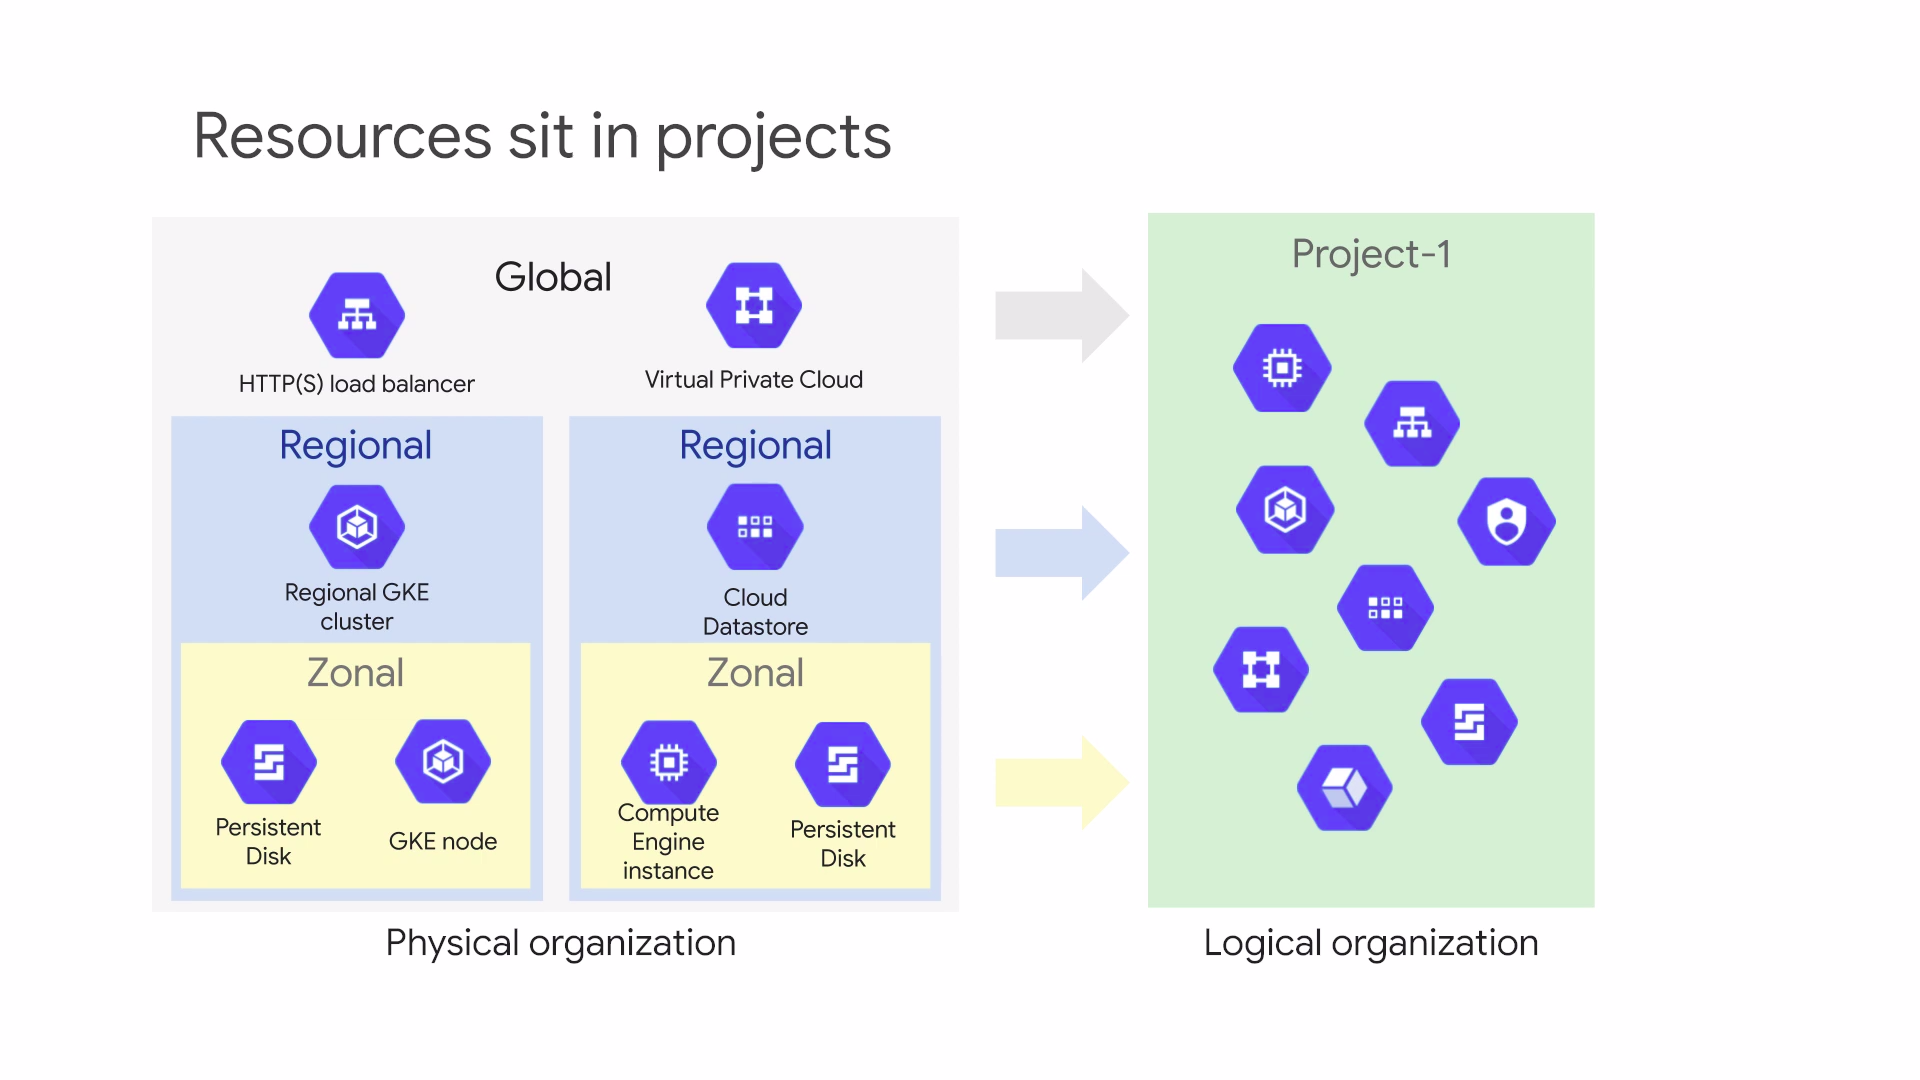 Resources sit in projects
Global
HTTP(S) load balancer
Virtual Private Cloud
Regional
Regional GKE
cluster
Zonal
Persistent
Disk
GKE node
Regional
Cloud
Datastore
Zonal
Compute
Engine
instance
Persistent
Disk
Physical organization
Project-1
Logical organization